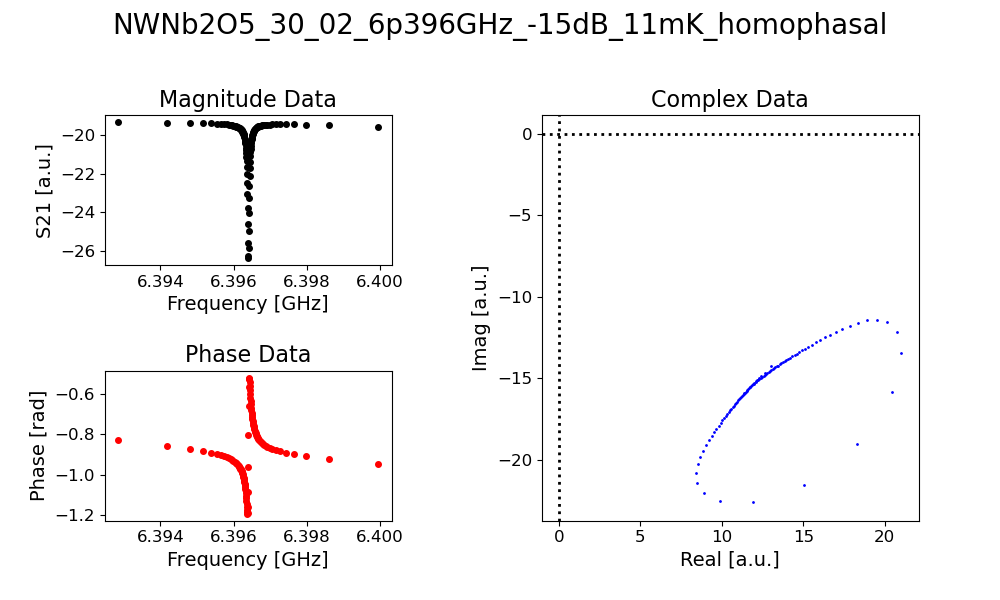 NWNb2O5_30_02_6p396GHz_-15dB_11mK_homophasal
Magnitude Data
S21 [a.u.]
−20
−22
−24
−26
6.394 6.396 6.398 6.400
Frequency [GHz]
Phase Data
Phase [rad]
−0.6
−0.8
−1.0
−1.2
6.394 6.396 6.398 6.400
Frequency [GHz]
Complex Data
Imag [a.u.]
0
−5
−10
−15
−20
0 5 10 15 20
Real [a.u.]